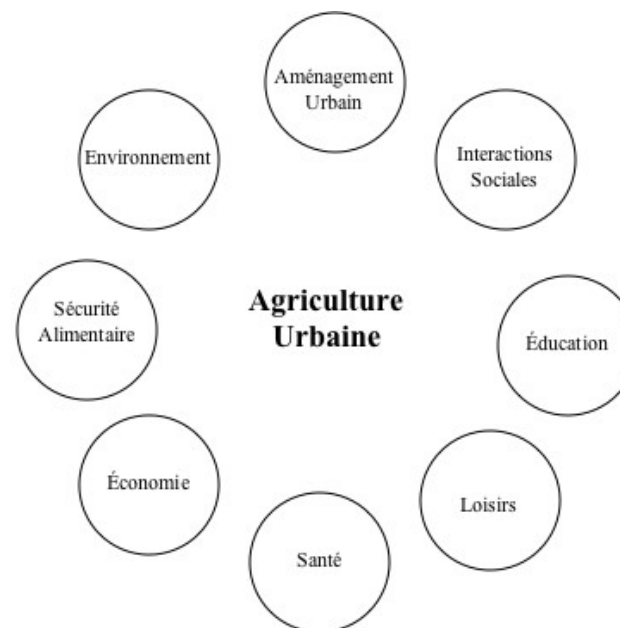 Aménagement
Urbain
Environnement
Interactions
Sociales
Agriculture
Urbaine
Sécurité
Alimentaire
Éducation
Économie
Loisirs
Santé